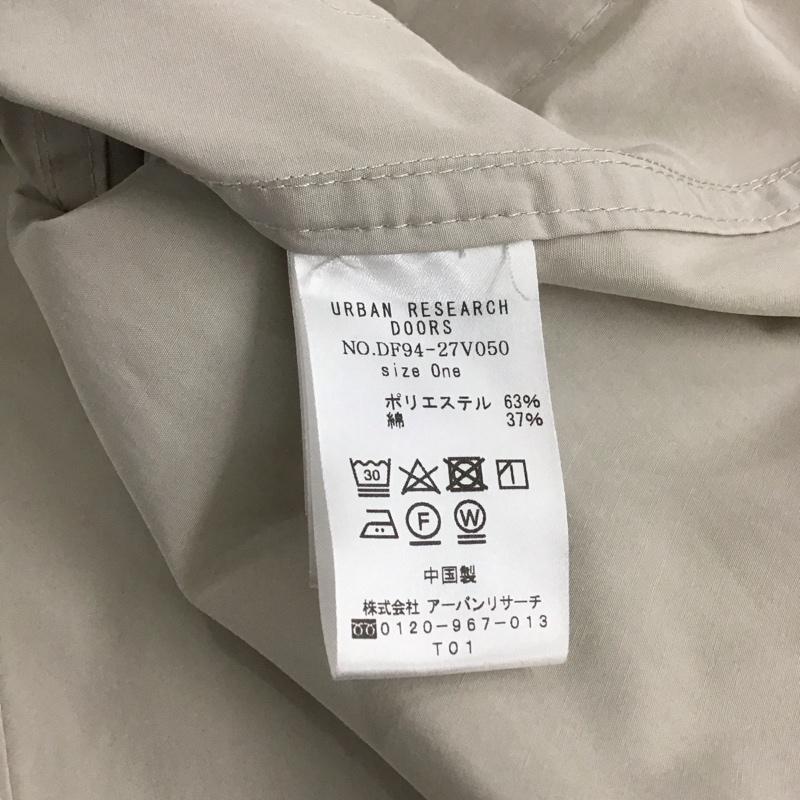 URBAN RESEARCH
DOORS
NO.DF94-27V050
size One
ポリエステル 63%
綿 37%
30
F W
中国製
株式会社 アーバンリサーチ
0120-967-013
T01